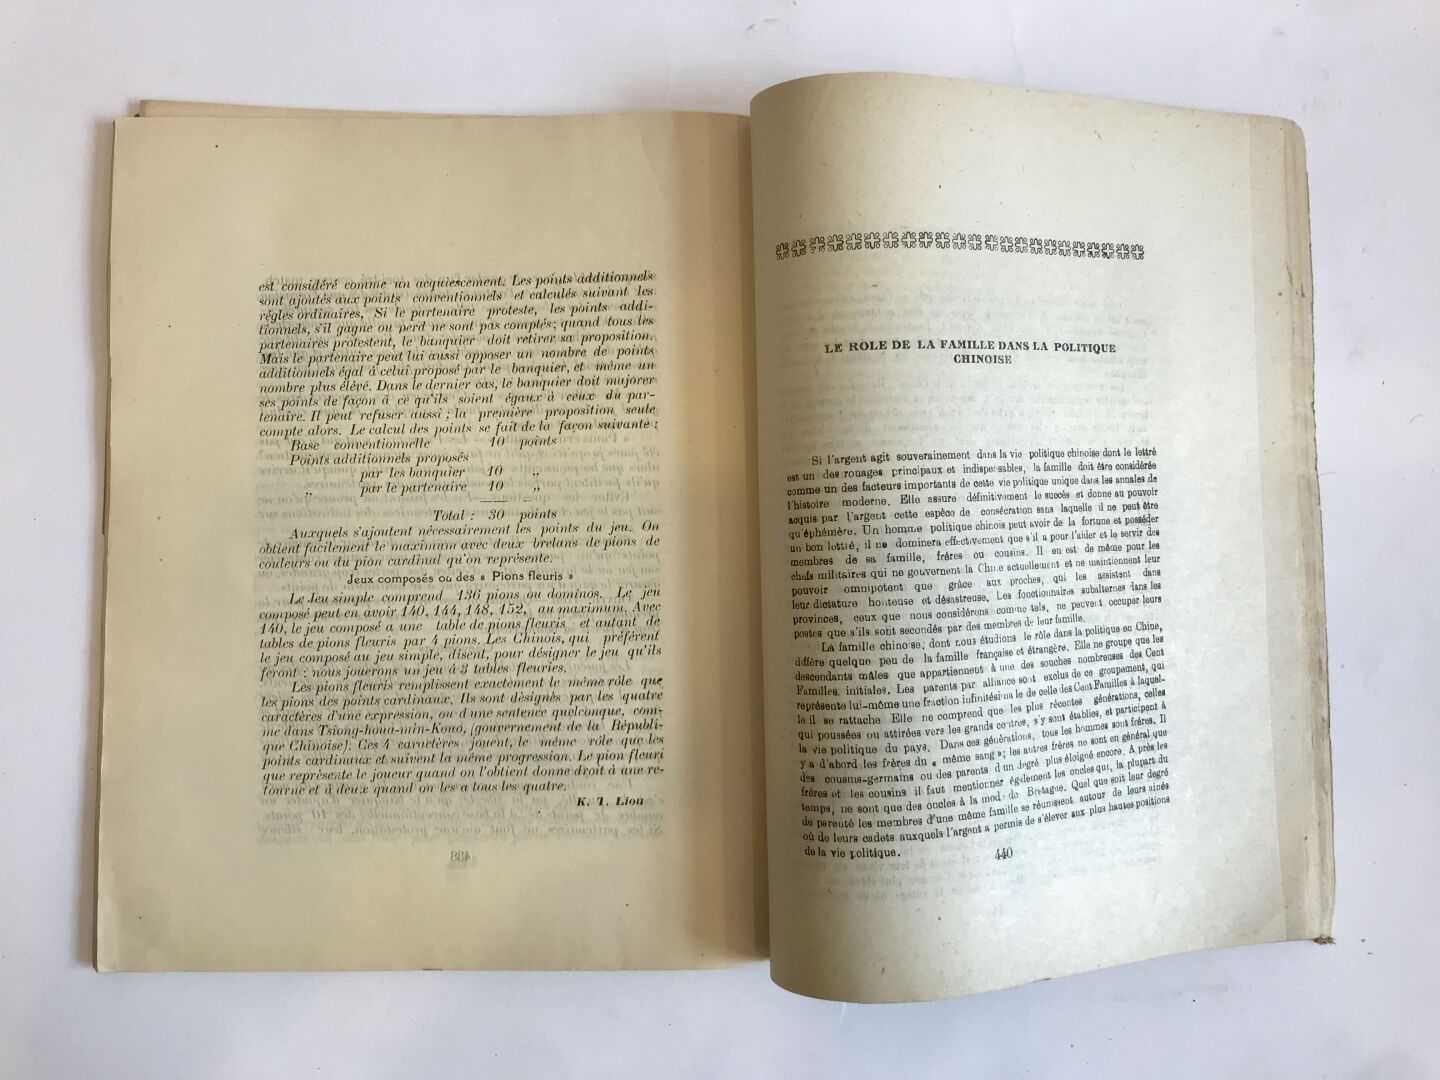 est considéré comme un acquiescement. Les points additionnels
sont ajoutés aux points conventionnels et calculés suivant les
régles ordinaires, Si le partenaire proteste, les points addi-
tionnels, s'il gagne ou perd ne sont pas comptés; quand tous les
partenaires protestent, le banquier doit retirer sa proposition.
Mais le partenaire peut lui aussi opposer un nombre de points
additionnels égal à celui proposé par le banquier, et même un
nombre plus élévé. Dans le dernier cas, le banquier doit majorer
ses points de façon à ce qu'ils soient égaux à ceux du par-
tenaire. Il peut refuser aussi ; la première proposition seule
compte alors. Le calcul des points se fait de la façon suivante :
Base conventionnelle 10 points
Points additionnels proposés
par les banquier 10 „
„ par le partenaire 10 „
Total : 30 points
Auxquels s'ajoutent nécessairement les points du jeu. On
obtient facilement le maximum avec deux brelans de pions de
couleurs ou du pion cardinal qu'on représente.
Jeux composés ou des « Pions fleuris »
Le Jeu simple comprend 136 pions ou dominos. Le jeu
composé peut en avoir 140, 144, 148, 152, au maximum. Avec
140, le jeu composé a une table de pions fleuris et autant de
tables de pions fleuris par 4 pions. Les Chinois, qui préférent
le jeu composé au jeu simple, disent, pour désigner le jeu qu'ils
feront : nous jouerons un jeu à 3 tables fleuries.
Les pions fleuris remplissent exactement le même rôle que
les pions des points cardinaux. Ils sont désignés par les quatre
caractères d'une expression, ou d'une sentence quelconque, com-
me dans Tsiong-houa-min-Kouo, (gouvernement de la Républi-
que Chinoise). Ces 4 caractères jouent, le même rôle que les
points cardinaux et suivent la même progression. Le pion fleuri
que représente le joueur quand on l'obtient donne droit à une re-
tourne et à deux quand on les a tous les quatre.
K. T. Liou
LE ROLE DE LA FAMILLE DANS LA POLITIQUE
CHINOISE
Si l'argent agit souverainement dans la vie politique chinoise dont le lettré
est un des rouages principaux et indispensables, la famille doit être considérée
comme un des facteurs importants de cette vie politique unique dans les annales de
l'histoire moderne. Elle assure définitivement le succès et donne au pouvoir
acquis par l'argent cette espèce de consécration sans laquelle il ne peut être
qu'éphémère. Un homme politique chinois peut avoir de la fortune et posséder
un bon lettré, il ne dominera effectivement que s'il a pour l'aider et le servir des
membres de sa famille, fréres ou cousins. Il en est de même pour les
chefs militaires qui ne gouvernent la Chine actuellement et ne maintiennent leur
pouvoir omnipotent que grâce aux proches, qui les assistent dans
leur dictature honteuse et désastreuse. Les fonctionnaires subalternes dans les
provinces, ceux que nous considérons comme tels, ne peuvent occuper leurs
postes que s'ils sont secondés par des membres de leur famille.
La famille chinoise, dont nous étudions le rôle dans la politique en Chine,
diffère quelque peu de la famille française et étrangère. Elle ne groupe que les
descendants mâles que appartiennent à une des souches nombreuses des Cent
Familles, initiales. Les parents par alliance sont exclus de ce groupement, qui
représente lui-même une fraction infinitésimale de celle des Cent Familles à laquel-
le il se rattache Elle ne comprend que les plus récentes générations, celles
qui poussées ou attirées vers les grands centres, s'y sont établies, et participent à
la vie politique du pays. Dans ces générations, tous les hommes sont fréres. Il
y a d'abord les fréres du « même sang »; les autres fréres ne sont en général que
des cousins-germains ou des parents d'un degré plus éloigné encore. A près les
fréres et les cousins il faut mentionner également les oncles qui, la plupart du
temps, ne sont que des oncles à la mode de Bretagne. Quel que soit leur degré
de parenté les membres d'une même famille se réunissent autour de leurs aînés
où de leurs cadets auxquels l'argent a permis de s'élever aux plus hautes positions
de la vie politique.
440